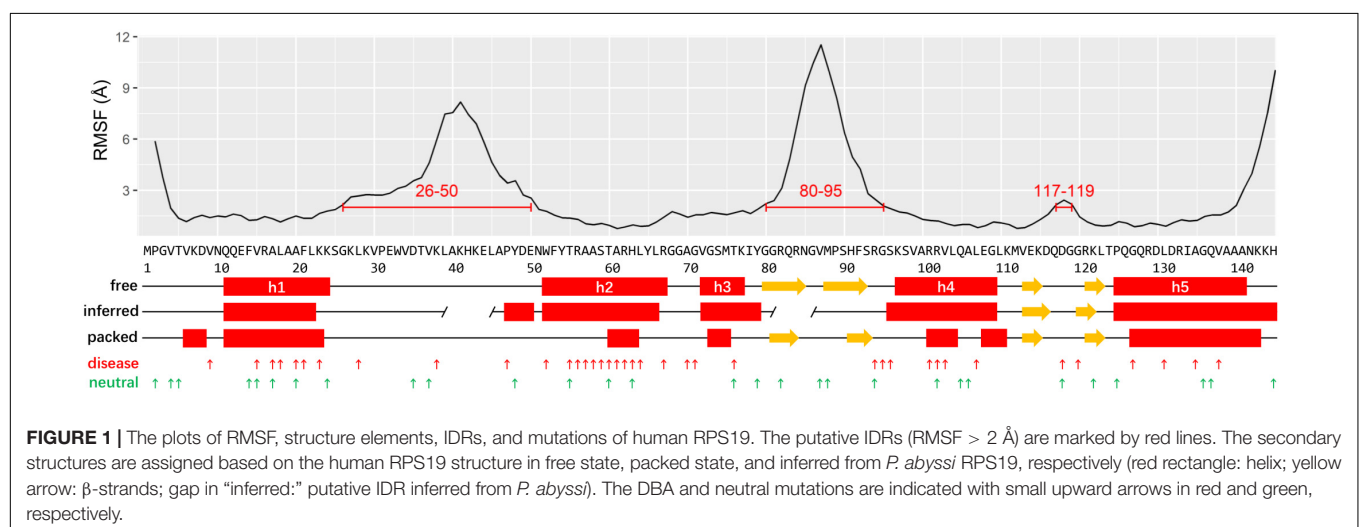 12
9
6
3
RMSF (Å)
26-50
80-95
117-119
MPGVTVKDVNQQEFVRALAAFLKKSGKLKVPEWVDTVKLAKHKELAPYDENWFYTRAASTARHLYLRGGAGVGSMTKIYGGRQRNGVMPSHFSRGSKSVARRVLQALEGLKMVEKDQDGGRKLTPQGQRDLDRIAGQVAAANKKH
1 10 20 30 40 50 60 70 80 90 100 110 120 130 140
free h1 h2 h3 h4 h5
inferred
packed
disease
neutral
FIGURE 1 | The plots of RMSF, structure elements, IDRs, and mutations of human RPS19. The putative IDRs (RMSF > 2 Å) are marked by red lines. The secondary
structures are assigned based on the human RPS19 structure in free state, packed state, and inferred from P. abyssi RPS19, respectively (red rectangle: helix; yellow
arrow: β-strands; gap in “inferred:” putative IDR inferred from P. abyssi). The DBA and neutral mutations are indicated with small upward arrows in red and green,
respectively.